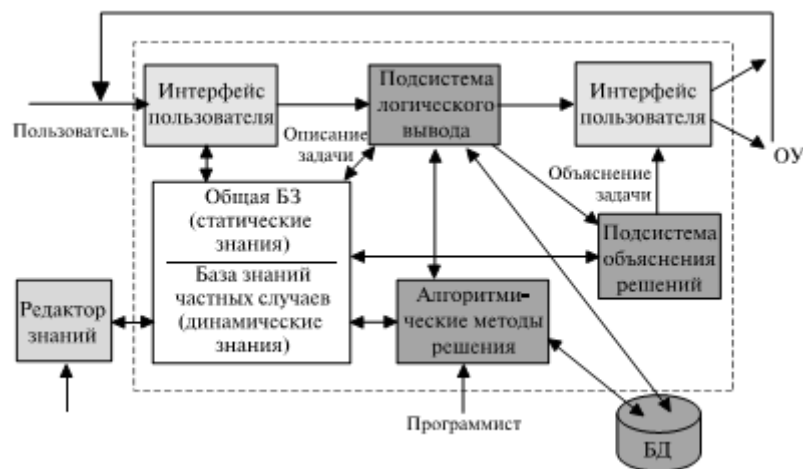 Пользователь
Интерфейс
пользователя
Описание
задачи
Подсистема
логического
вывода
Интерфейс
пользователя
ОУ
Объяснение
задачи
Общая БЗ
(статические
знания)
База знаний
частных случаев
(динамические
знания)
Подсистема
объяснения
решений
Редактор
знаний
Алгоритми-
ческие методы
решения
Программист
БД